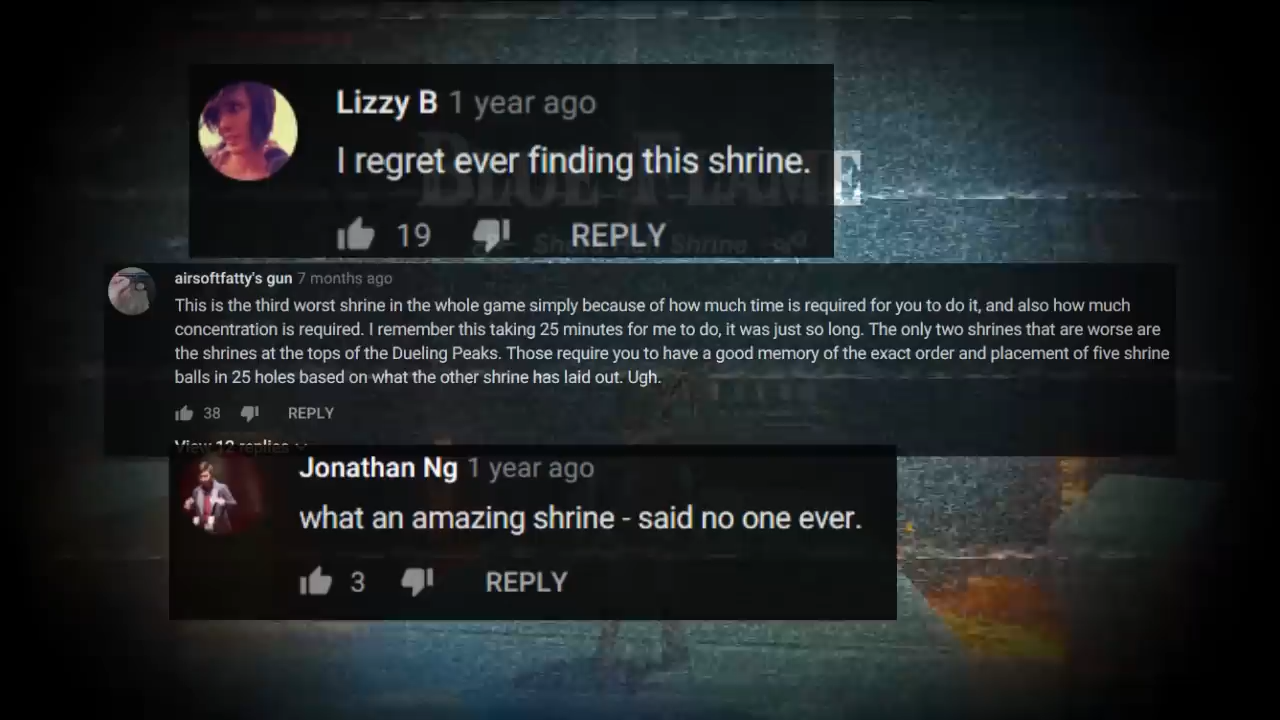 Lizzy B 1 year ago
I regret ever finding this shrine.
BLUE FLAME
19 REPLY
Shrine
airsoftfatty's gun 7 months ago
This is the third worst shrine in the whole game simply because of how much time is required for you to do it, and also how much
concentration is required. I remember this taking 25 minutes for me to do, it was just so long. The only two shrines that are worse are
the shrines at the tops of the Dueling Peaks. Those require you to have a good memory of the exact order and placement of five shrine
balls in 25 holes based on what the other shrine has laid out. Ugh.
38 REPLY
View 12 replies
Jonathan Ng 1 year ago
what an amazing shrine - said no one ever.
3 REPLY